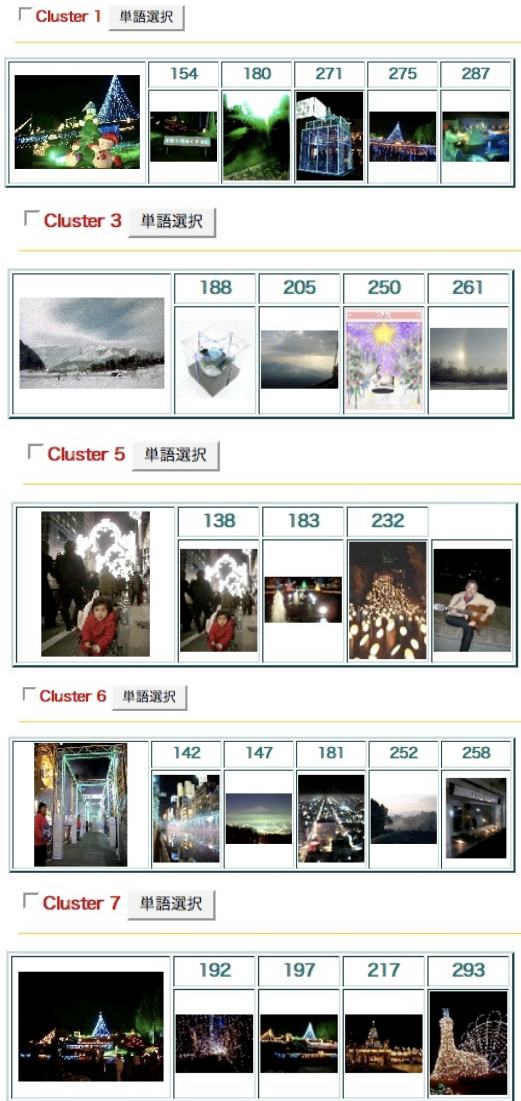 Cluster 1 単語選択
154 180 271 275 287
Cluster 3 単語選択
188 205 250 261
Cluster 5 単語選択
138 183 232
Cluster 6 単語選択
142 147 181 252 258
Cluster 7 単語選択
192 197 217 293